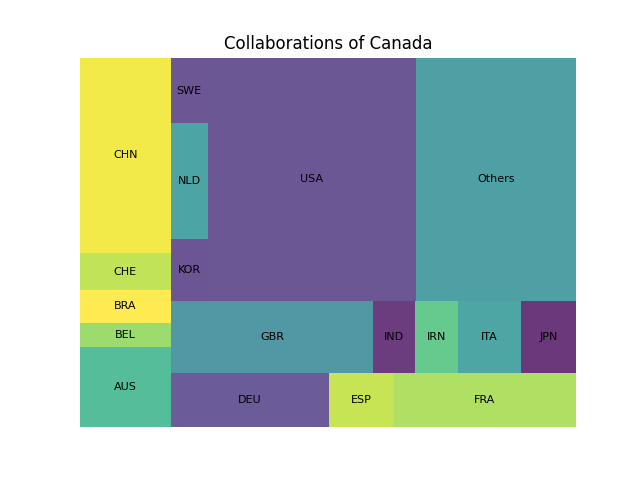 Collaborations of Canada
SWE
CHN
USA
Others
NLD
KOR
CHE
BRA
BEL
GBR
IND
IRN
ITA
JPN
AUS
DEU
ESP
FRA